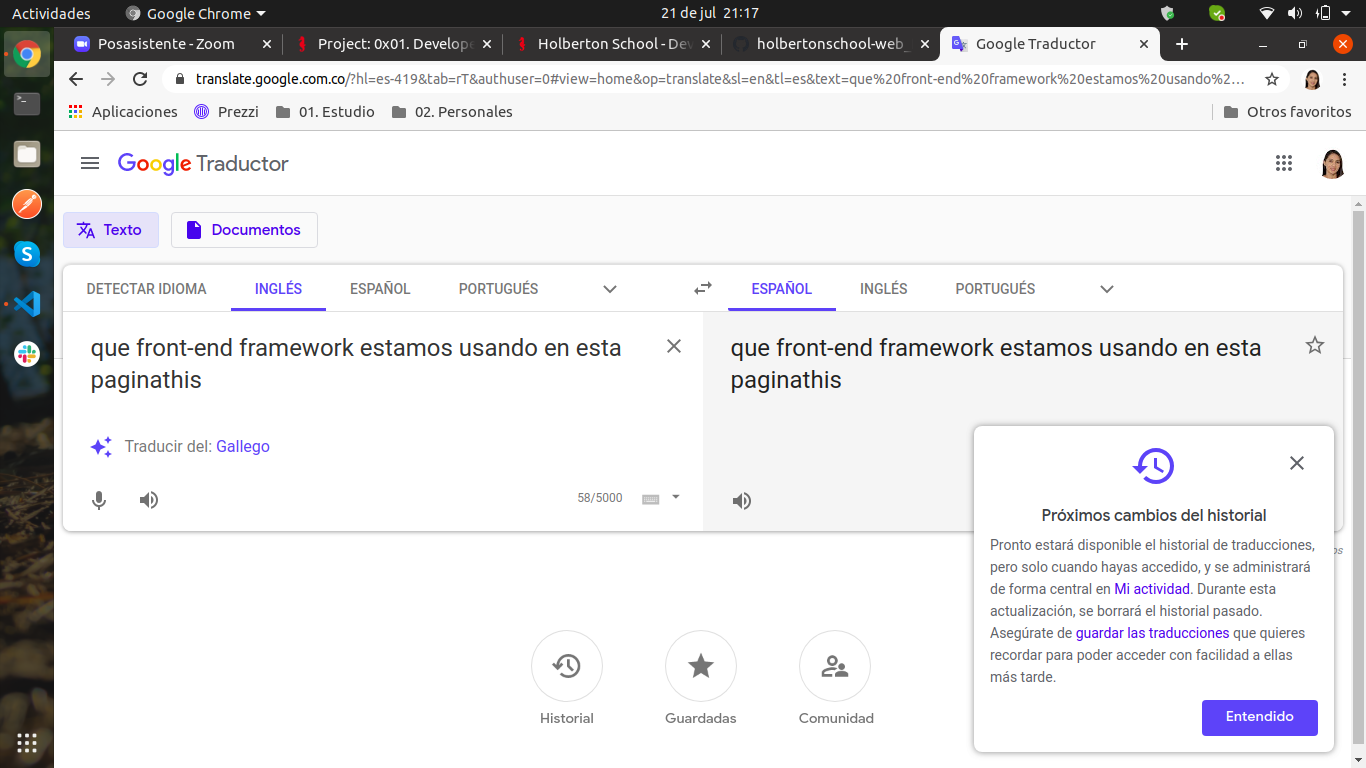 Actividades
Google Chrome
21 de jul 21:17
Posasistente - Zoom
Project: 0x01. Develope
Holberton School - Dev
holbertonschool-web_
Google Traductor
translate.google.com.co/?hl=es-419&tab=rT&authuser=0#view=home&op=translate&sl=en&tl=es&text=que%20front-end%20framework%20estamos%20usando%2...
Aplicaciones
Prezzi
01. Estudio
02. Personales
Otros favoritos
Google Traductor
Texto
Documentos
DETECTAR IDIOMA
INGLÉS
ESPAÑOL
PORTUGUÉS
ESPAÑOL
INGLÉS
PORTUGUÉS
que front-end framework estamos usando en esta
paginathis
Traducir del: Gallego
58/5000
que front-end framework estamos usando en esta
paginathis
Próximos cambios del historial
Pronto estará disponible el historial de traducciones,
pero solo cuando hayas accedido, y se administrará
de forma central en Mi actividad. Durante esta
actualización, se borrará el historial pasado.
Asegúrate de guardar las traducciones que quieres
recordar para poder acceder con facilidad a ellas
más tarde.
Entendido
Historial
Guardadas
Comunidad